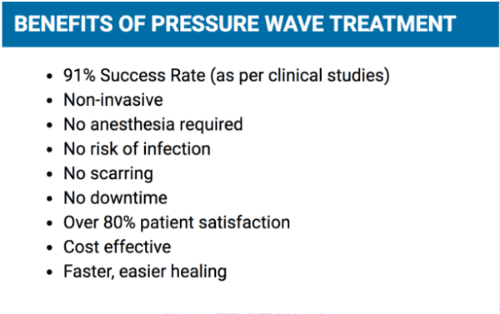 BENEFITS OF PRESSURE WAVE TREATMENT
• 91% Success Rate (as per clinical studies)
• Non-invasive
• No anesthesia required
• No risk of infection
• No scarring
• No downtime
• Over 80% patient satisfaction
• Cost effective
• Faster, easier healing